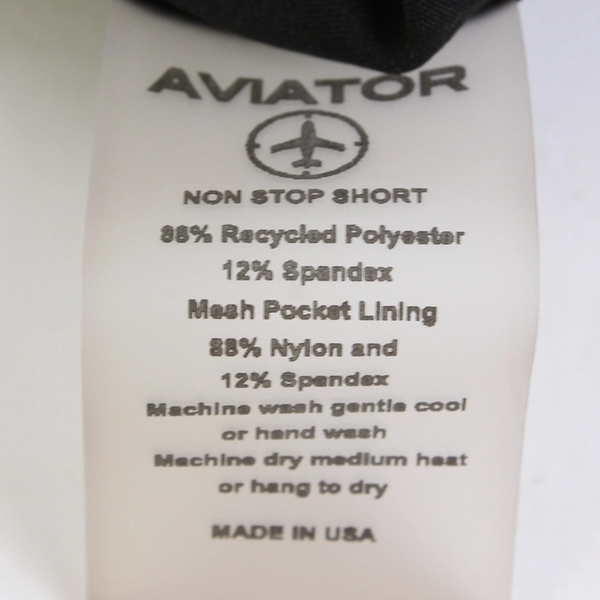 AVIATOR
NON STOP SHORT
88% Recycled Polyester
12% Spandex
Mesh Pocket Lining
88% Nylon and
12% Spandex
Machine wash gentle cool
or hand wash
Machine dry medium heat
or hang to dry
MADE IN USA